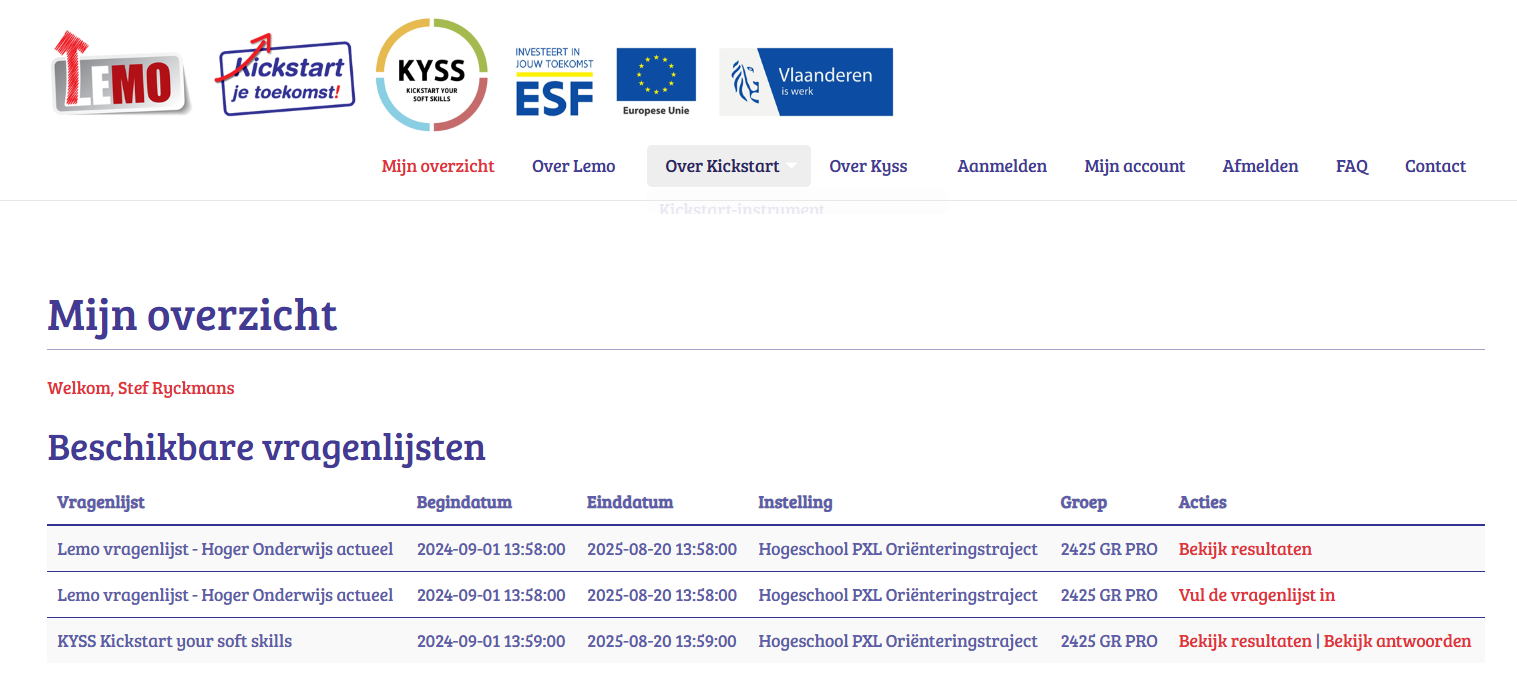 LEMO
Kickstart
je toekomst!
KYSS
KICKSTART YOUR
SOFT SKILLS
INVESTEERT IN
JOUW TOEKOMST
ESF
Europese Unie
Vlaanderen
is werk
Mijn overzicht Over Lemo Over Kickstart Over Kyss Aanmelden Mijn account Afmelden FAQ Contact
Kickstart-instrument
Mijn overzicht
Welkom, Stef Ryckmans
Beschikbare vragenlijsten
Vragenlijst Begindatum Einddatum Instelling Groep Acties
Lemo vragenlijst - Hoger Onderwijs actueel 2024-09-01 13:58:00 2025-08-20 13:58:00 Hogeschool PXL Oriënteringstraject 2425 GR PRO Bekijk resultaten
Lemo vragenlijst - Hoger Onderwijs actueel 2024-09-01 13:58:00 2025-08-20 13:58:00 Hogeschool PXL Oriënteringstraject 2425 GR PRO Vul de vragenlijst in
KYSS Kickstart your soft skills 2024-09-01 13:59:00 2025-08-20 13:59:00 Hogeschool PXL Oriënteringstraject 2425 GR PRO Bekijk resultaten | Bekijk antwoorden